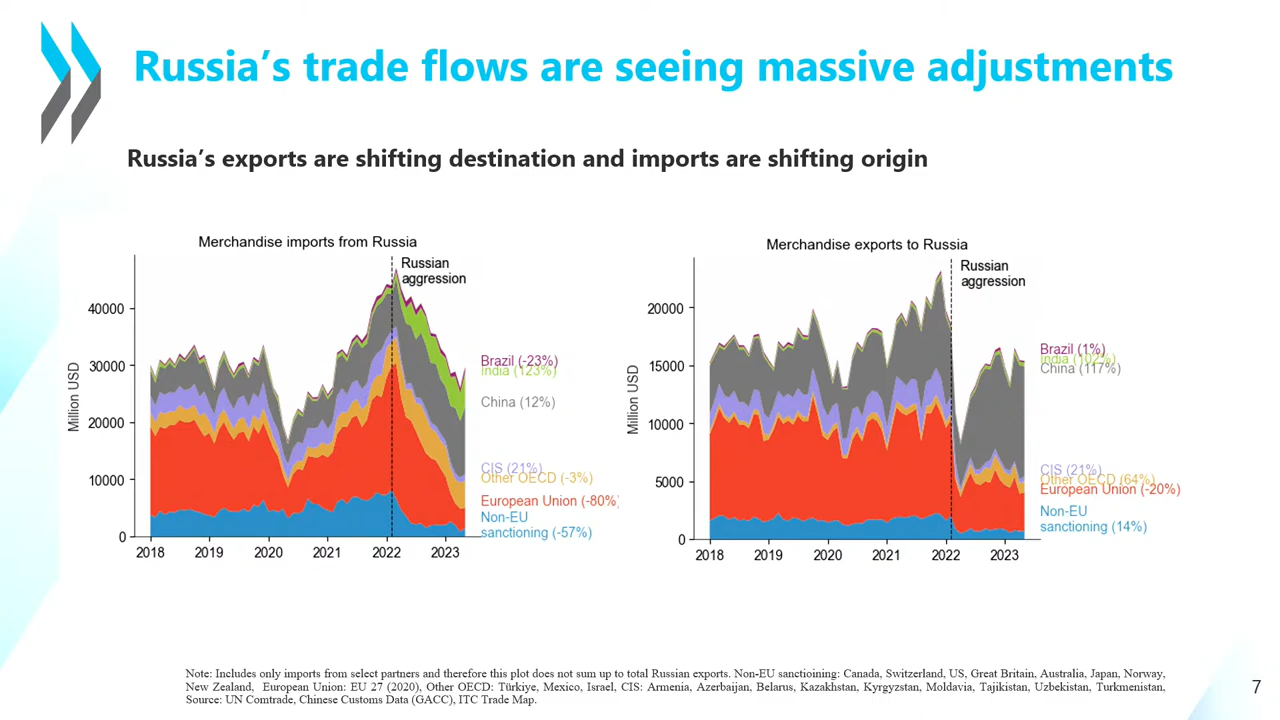 Russia’s trade flows are seeing massive adjustments
Russia’s exports are shifting destination and imports are shifting origin
Merchandise imports from Russia
Russian
aggression
Million USD
40000
30000
20000
10000
0
2018 2019 2020 2021 2022 2023
Brazil (-23%)
India (123%)
China (12%)
CIS (21%)
Other OECD (-3%)
European Union (-80%)
Non-EU
sanctioning (-57%)
Merchandise exports to Russia
Russian
aggression
Million USD
20000
15000
10000
5000
0
2018 2019 2020 2021 2022 2023
Brazil (1%)
India (102%)
China (117%)
CIS (21%)
Other OECD (64%)
European Union (-20%)
Non-EU
sanctioning (14%)
Note: Includes only imports from select partners and therefore this plot does not sum up to total Russian exports. Non-EU sanctioining: Canada, Switzerland, US, Great Britain, Australia, Japan, Norway,
New Zealand, European Union: EU 27 (2020), Other OECD: Türkiye, Mexico, Israel, CIS: Armenia, Azerbaijan, Belarus, Kazakhstan, Kyrgyzstan, Moldavia, Tajikistan, Uzbekistan, Turkmenistan,
Source: UN Comtrade, Chinese Customs Data (GACC), ITC Trade Map.
7